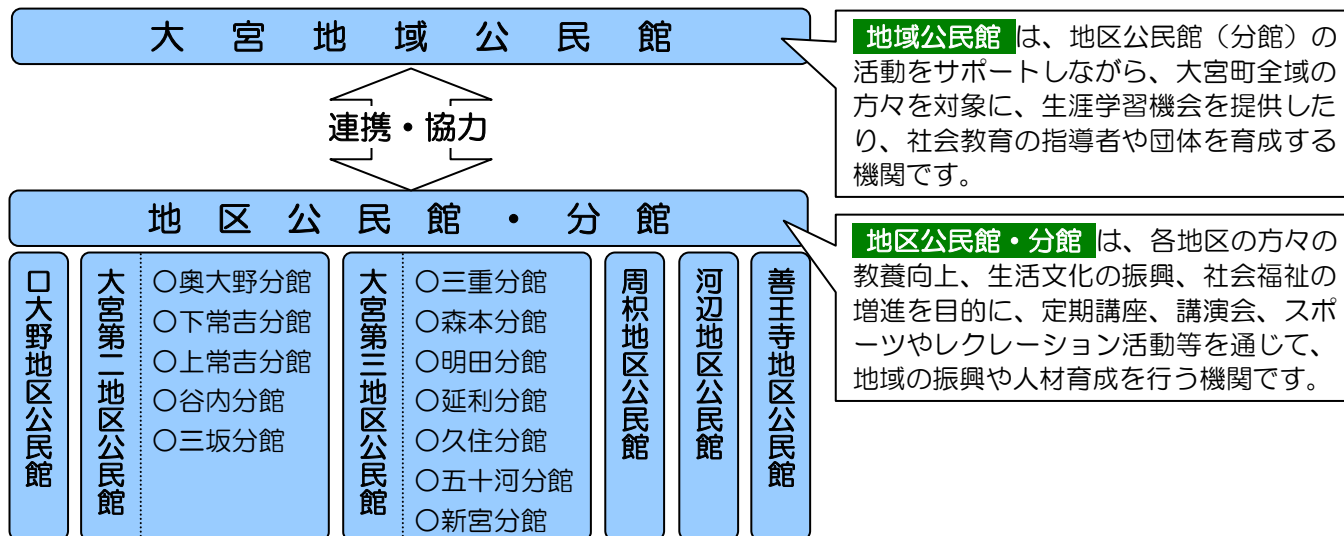 大宮地域公民館
地域公民館 は、地区公民館（分館）の
活動をサポートしながら、大宮町全域の
方々を対象に、生涯学習機会を提供した
り、社会教育の指導者や団体を育成する
機関です。
連携・協力
地区公民館・分館
地区公民館・分館 は、各地区の方々の
教養向上、生活文化の振興、社会福祉の
増進を目的に、定期講座、講演会、スポ
ーツやレクレーション活動等を通じて、
地域の振興や人材育成を行う機関です。
口大野地区公民館
大宮第二地区公民館
〇奥大野分館
〇下常吉分館
〇上常吉分館
〇谷内分館
〇三坂分館
大宮第三地区公民館
〇三重分館
〇森本分館
〇明田分館
〇延利分館
〇久住分館
〇五十河分館
〇新宮分館
周枳地区公民館
河辺地区公民館
善王寺地区公民館